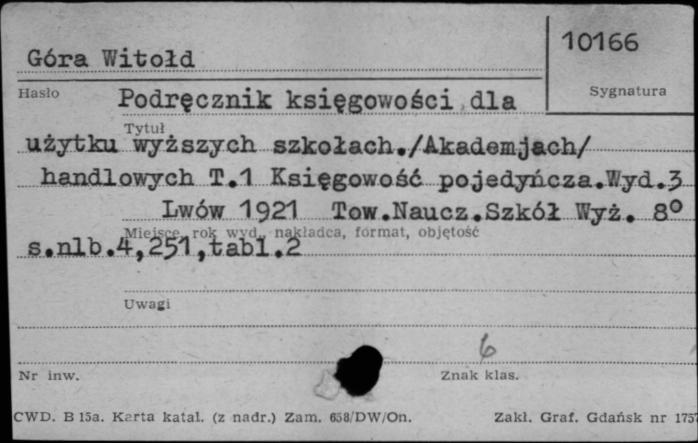 10166
Góra Witołd
Hasło
Sygnatura
Podręcznik księgowości dla
Tytuł
użytku wyższych szkołach./Akademjach/
handlowych T.1 Księgowość pojedyńcza.Wyd.3
Lwów 1921 Tow.Naucz.Szkół Wyż. 8°
Miejsce, rok wyd., nakładca, format, objętość
s.nlb.4,251,tabl.2
Uwagi
6
Nr inw.
Znak klas.
CWD. B 15a. Karta katal. (z nadr.) Zam. 658/DW/On.
Zakł. Graf. Gdańsk nr 1757